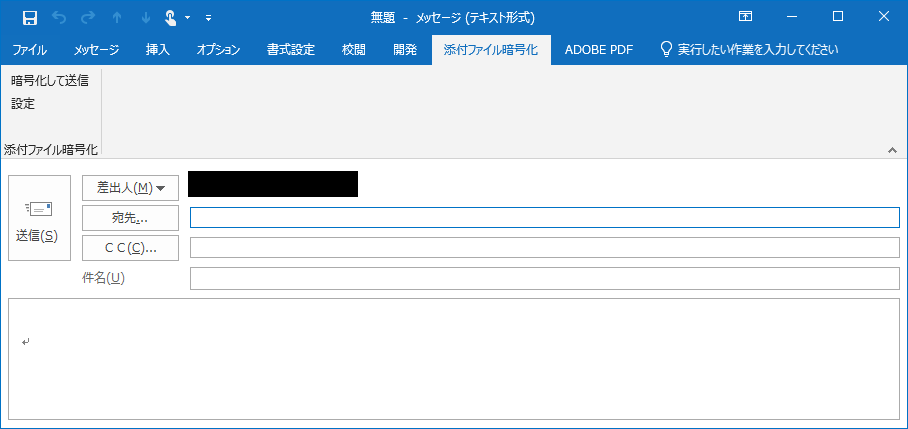 無題 - メッセージ (テキスト形式)
ファイル メッセージ 挿入 オプション 書式設定 校閲 開発 添付ファイル暗号化 ADOBE PDF 実行したい作業を入力してください
暗号化して送信
設定
添付ファイル暗号化
差出人(M)
宛先...
ＣＣ(C)...
送信(S)
件名(U)